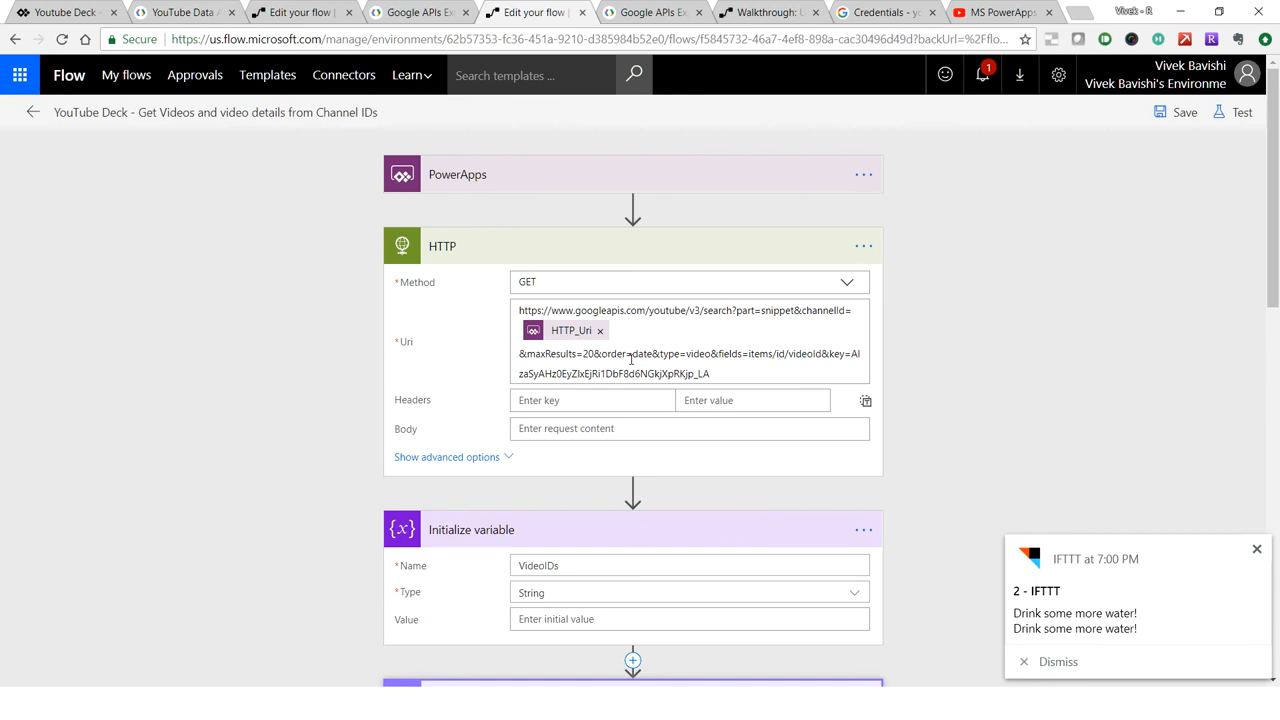 Youtube Deck -
YouTube Data A
Edit your flow |
Google APIs Ex
Edit your flow |
Google APIs Ex
Walkthrough: U
Credentials - y
MS PowerApps
Vivek - R
Secure
https://us.flow.microsoft.com/manage/environments/62b57353-fc36-451a-9210-d385984b52e0/flows/f5845732-46a7-4ef8-898a-cac30496d49d?backUrl=%2Fflo...
Flow
My flows
Approvals
Templates
Connectors
Learn
Search templates ...
1
Vivek Bavishi
Vivek Bavishi's Environme
YouTube Deck - Get Videos and video details from Channel IDs
Save
Test
PowerApps
...
HTTP
...
*Method
GET
*Uri
https://www.googleapis.com/youtube/v3/search?part=snippet&channelId=
HTTP_Uri ×
&maxResults=20&order=date&type=video&fields=items/id/videoId&key=AI
zaSyAHz0EyZIxEjRi1DbF8d6NGkjXpRKjp_LA
Headers
Enter key
Enter value
Body
Enter request content
Show advanced options
Initialize variable
...
*Name
VideoIDs
*Type
String
Value
Enter initial value
IFTTT at 7:00 PM
2 - IFTTT
Drink some more water!
Drink some more water!
Dismiss